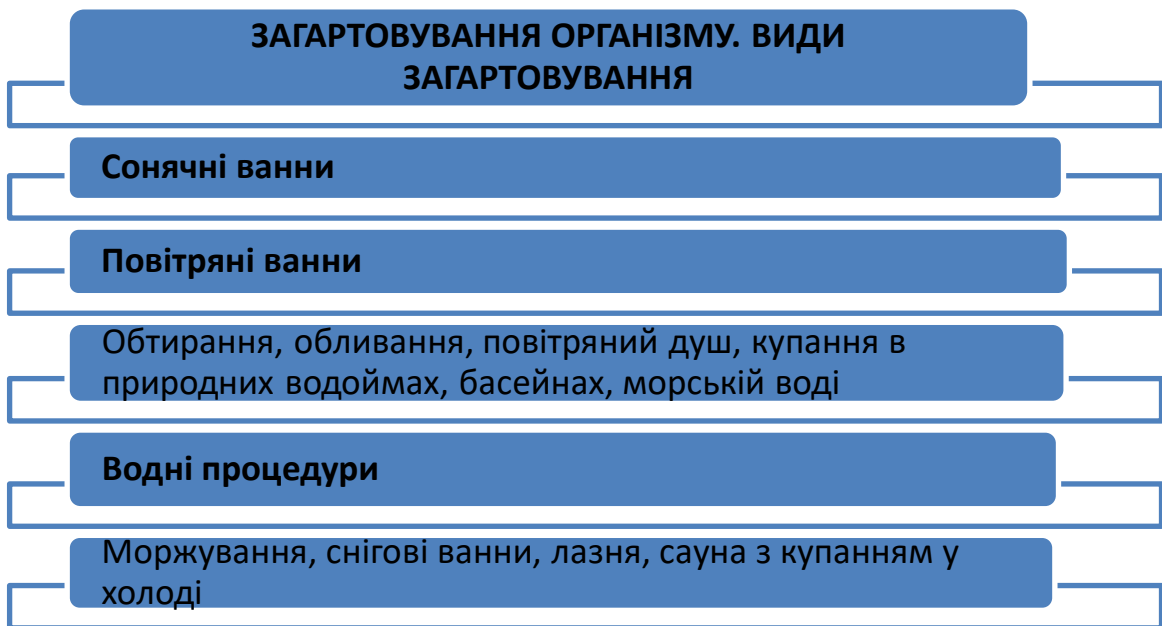 ЗАГАРТОВУВАННЯ ОРГАНІЗМУ. ВИДИ
ЗАГАРТОВУВАННЯ
Сонячні ванни
Повітряні ванни
Обтирання, обливання, повітряний душ, купання в
природних водоймах, басейнах, морській воді
Водні процедури
Моржування, снігові ванни, лазня, сауна з купанням у
холоді